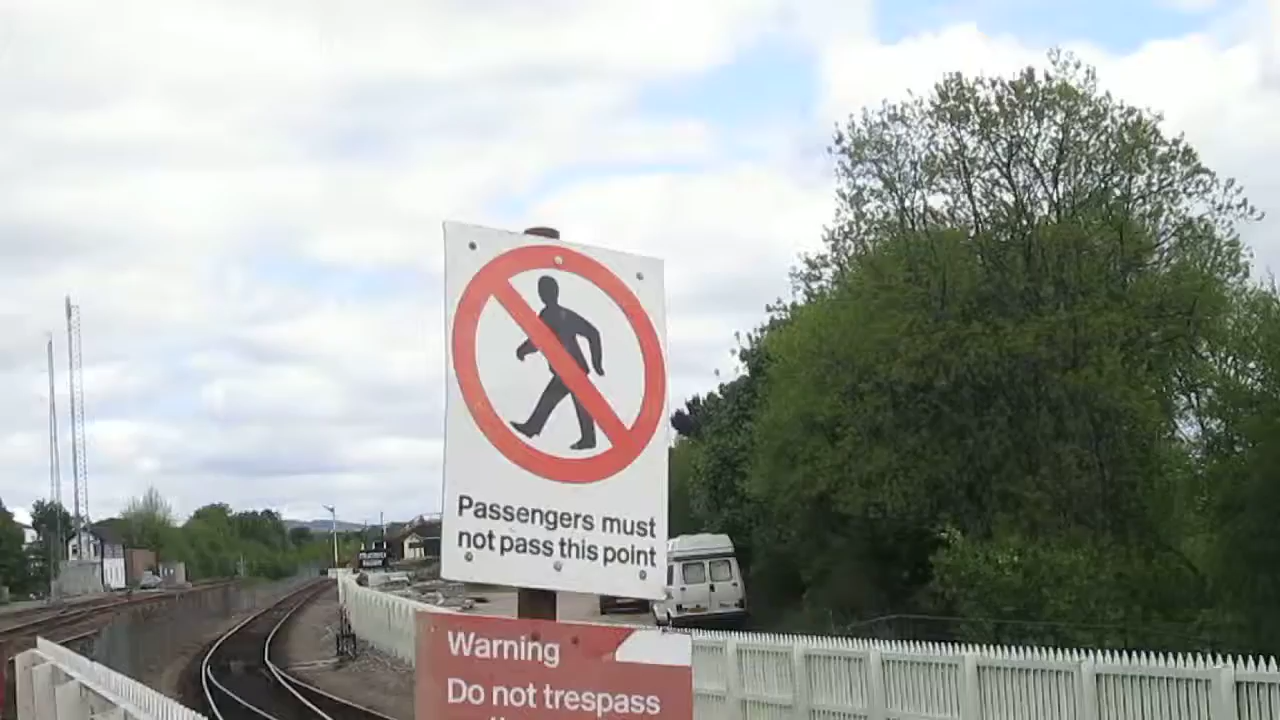 Passengers must
not pass this point
Warning
Do not trespass